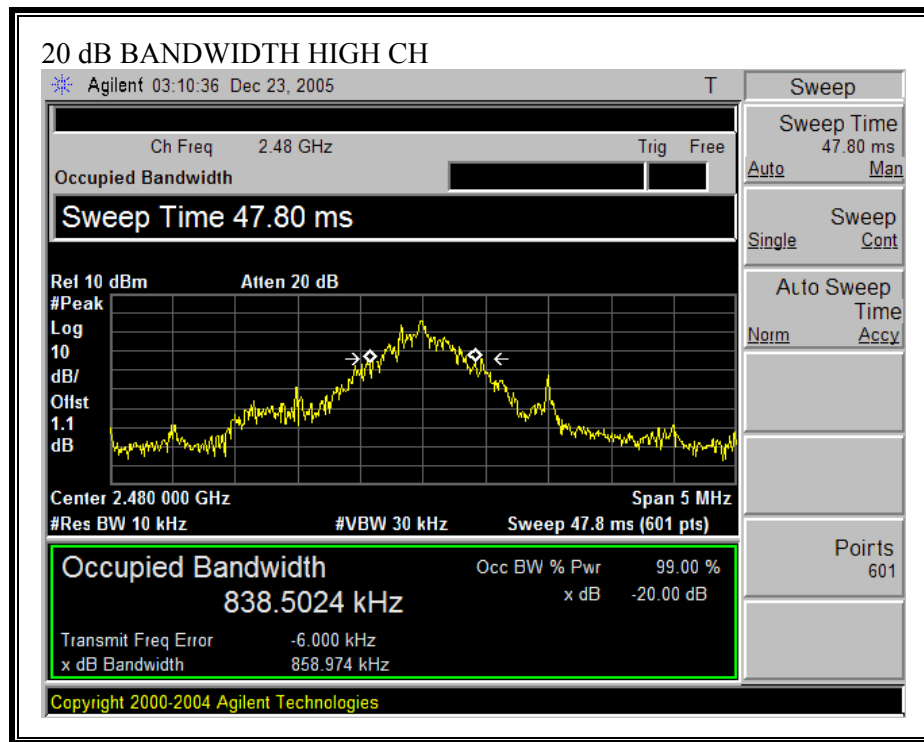 20 dB BANDWIDTH HIGH CH
Agilent 03:10:36 Dec 23, 2005 T
Ch Freq 2.48 GHz Trig Free
Occupied Bandwidth
Sweep Time 47.80 ms
Ref 10 dBm Atten 20 dB
#Peak
Log
10
dB/
Offst
1.1
dB
Center 2.480 000 GHz Span 5 MHz
#Res BW 10 kHz #VBW 30 kHz Sweep 47.8 ms (601 pts)
Occupied Bandwidth
838.5024 kHz
Occ BW % Pwr 99.00 %
x dB -20.00 dB
Transmit Freq Error -6.000 kHz
x dB Bandwidth 858.974 kHz
Copyright 2000-2004 Agilent Technologies
Sweep
Sweep Time
47.80 ms
Auto Man
Sweep
Single Cont
Auto Sweep
Time
Norm Accy
Points
601